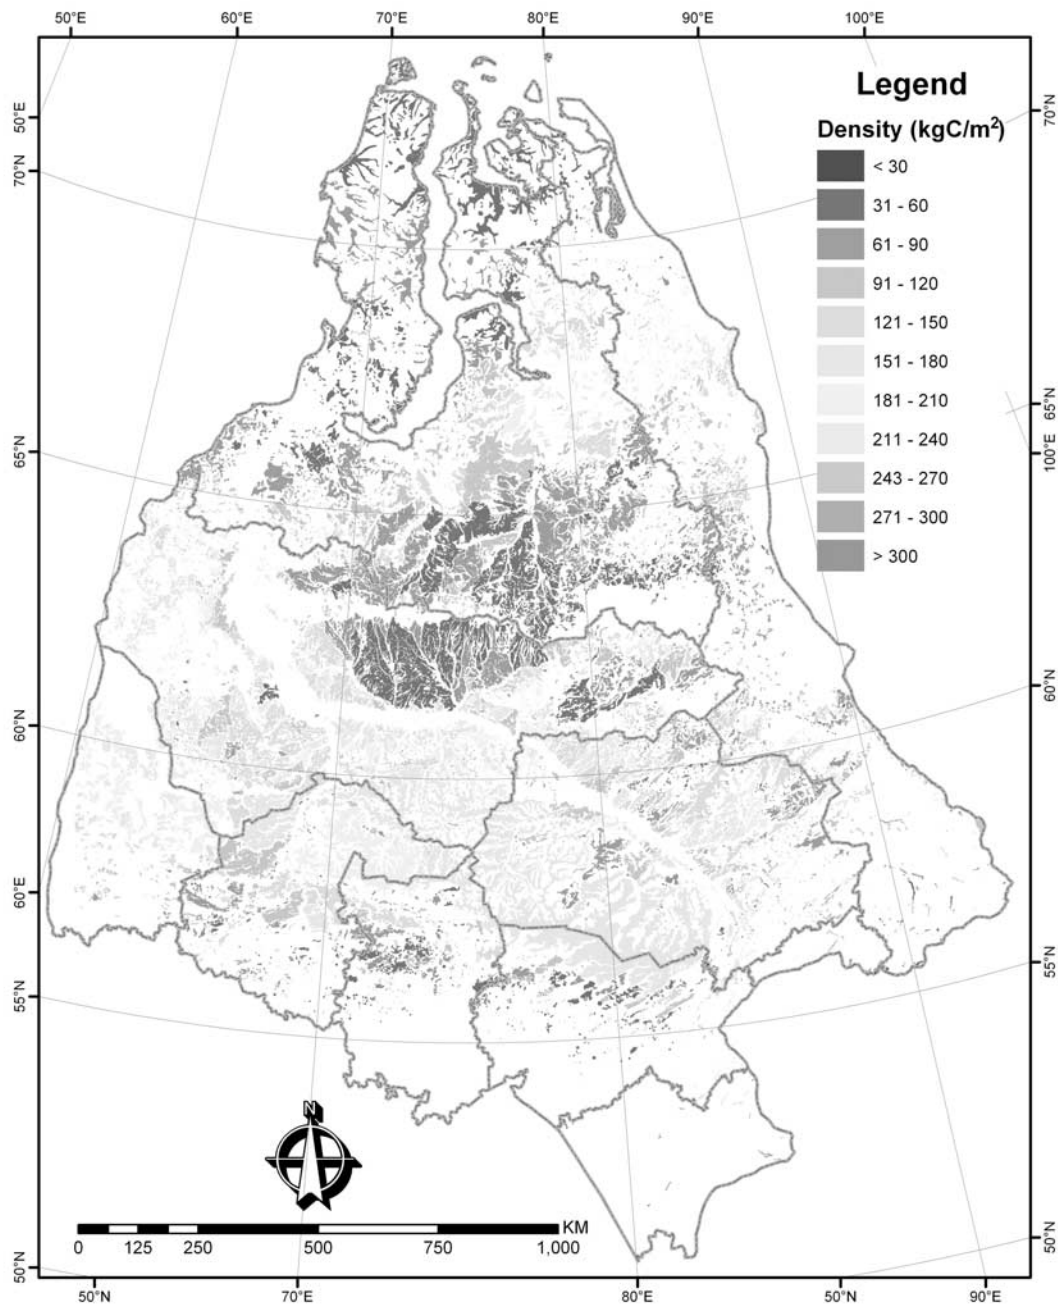 50°E 60°E 70°E 80°E 90°E 100°E
50°E
70°N
65°N
60°N
60°E
55°N
50°N
70°N
65°N
100°E
60°N
55°N
50°N
Legend
Density (kgC/m²)
< 30
31 - 60
61 - 90
91 - 120
121 - 150
151 - 180
181 - 210
211 - 240
243 - 270
271 - 300
> 300
N
KM
0 125 250 500 750 1,000
50°N 70°E 80°E 50°N 90°E